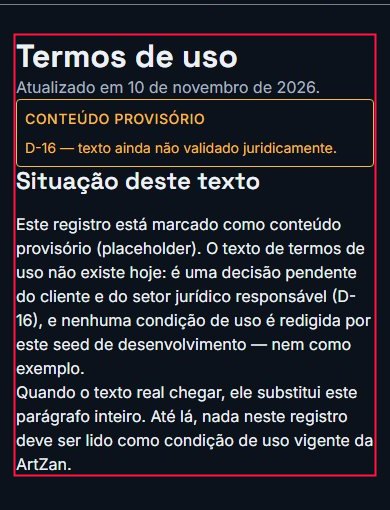 Termos de uso
Atualizado em 10 de novembro de 2026.
CONTEÚDO PROVISÓRIO
D-16 — texto ainda não validado juridicamente.
Situação deste texto
Este registro está marcado como conteúdo
provisório (placeholder). O texto de termos de
uso não existe hoje: é uma decisão pendente
do cliente e do setor jurídico responsável (D-
16), e nenhuma condição de uso é redigida por
este seed de desenvolvimento — nem como
exemplo.
Quando o texto real chegar, ele substitui este
parágrafo inteiro. Até lá, nada neste registro
deve ser lido como condição de uso vigente da
ArtZan.